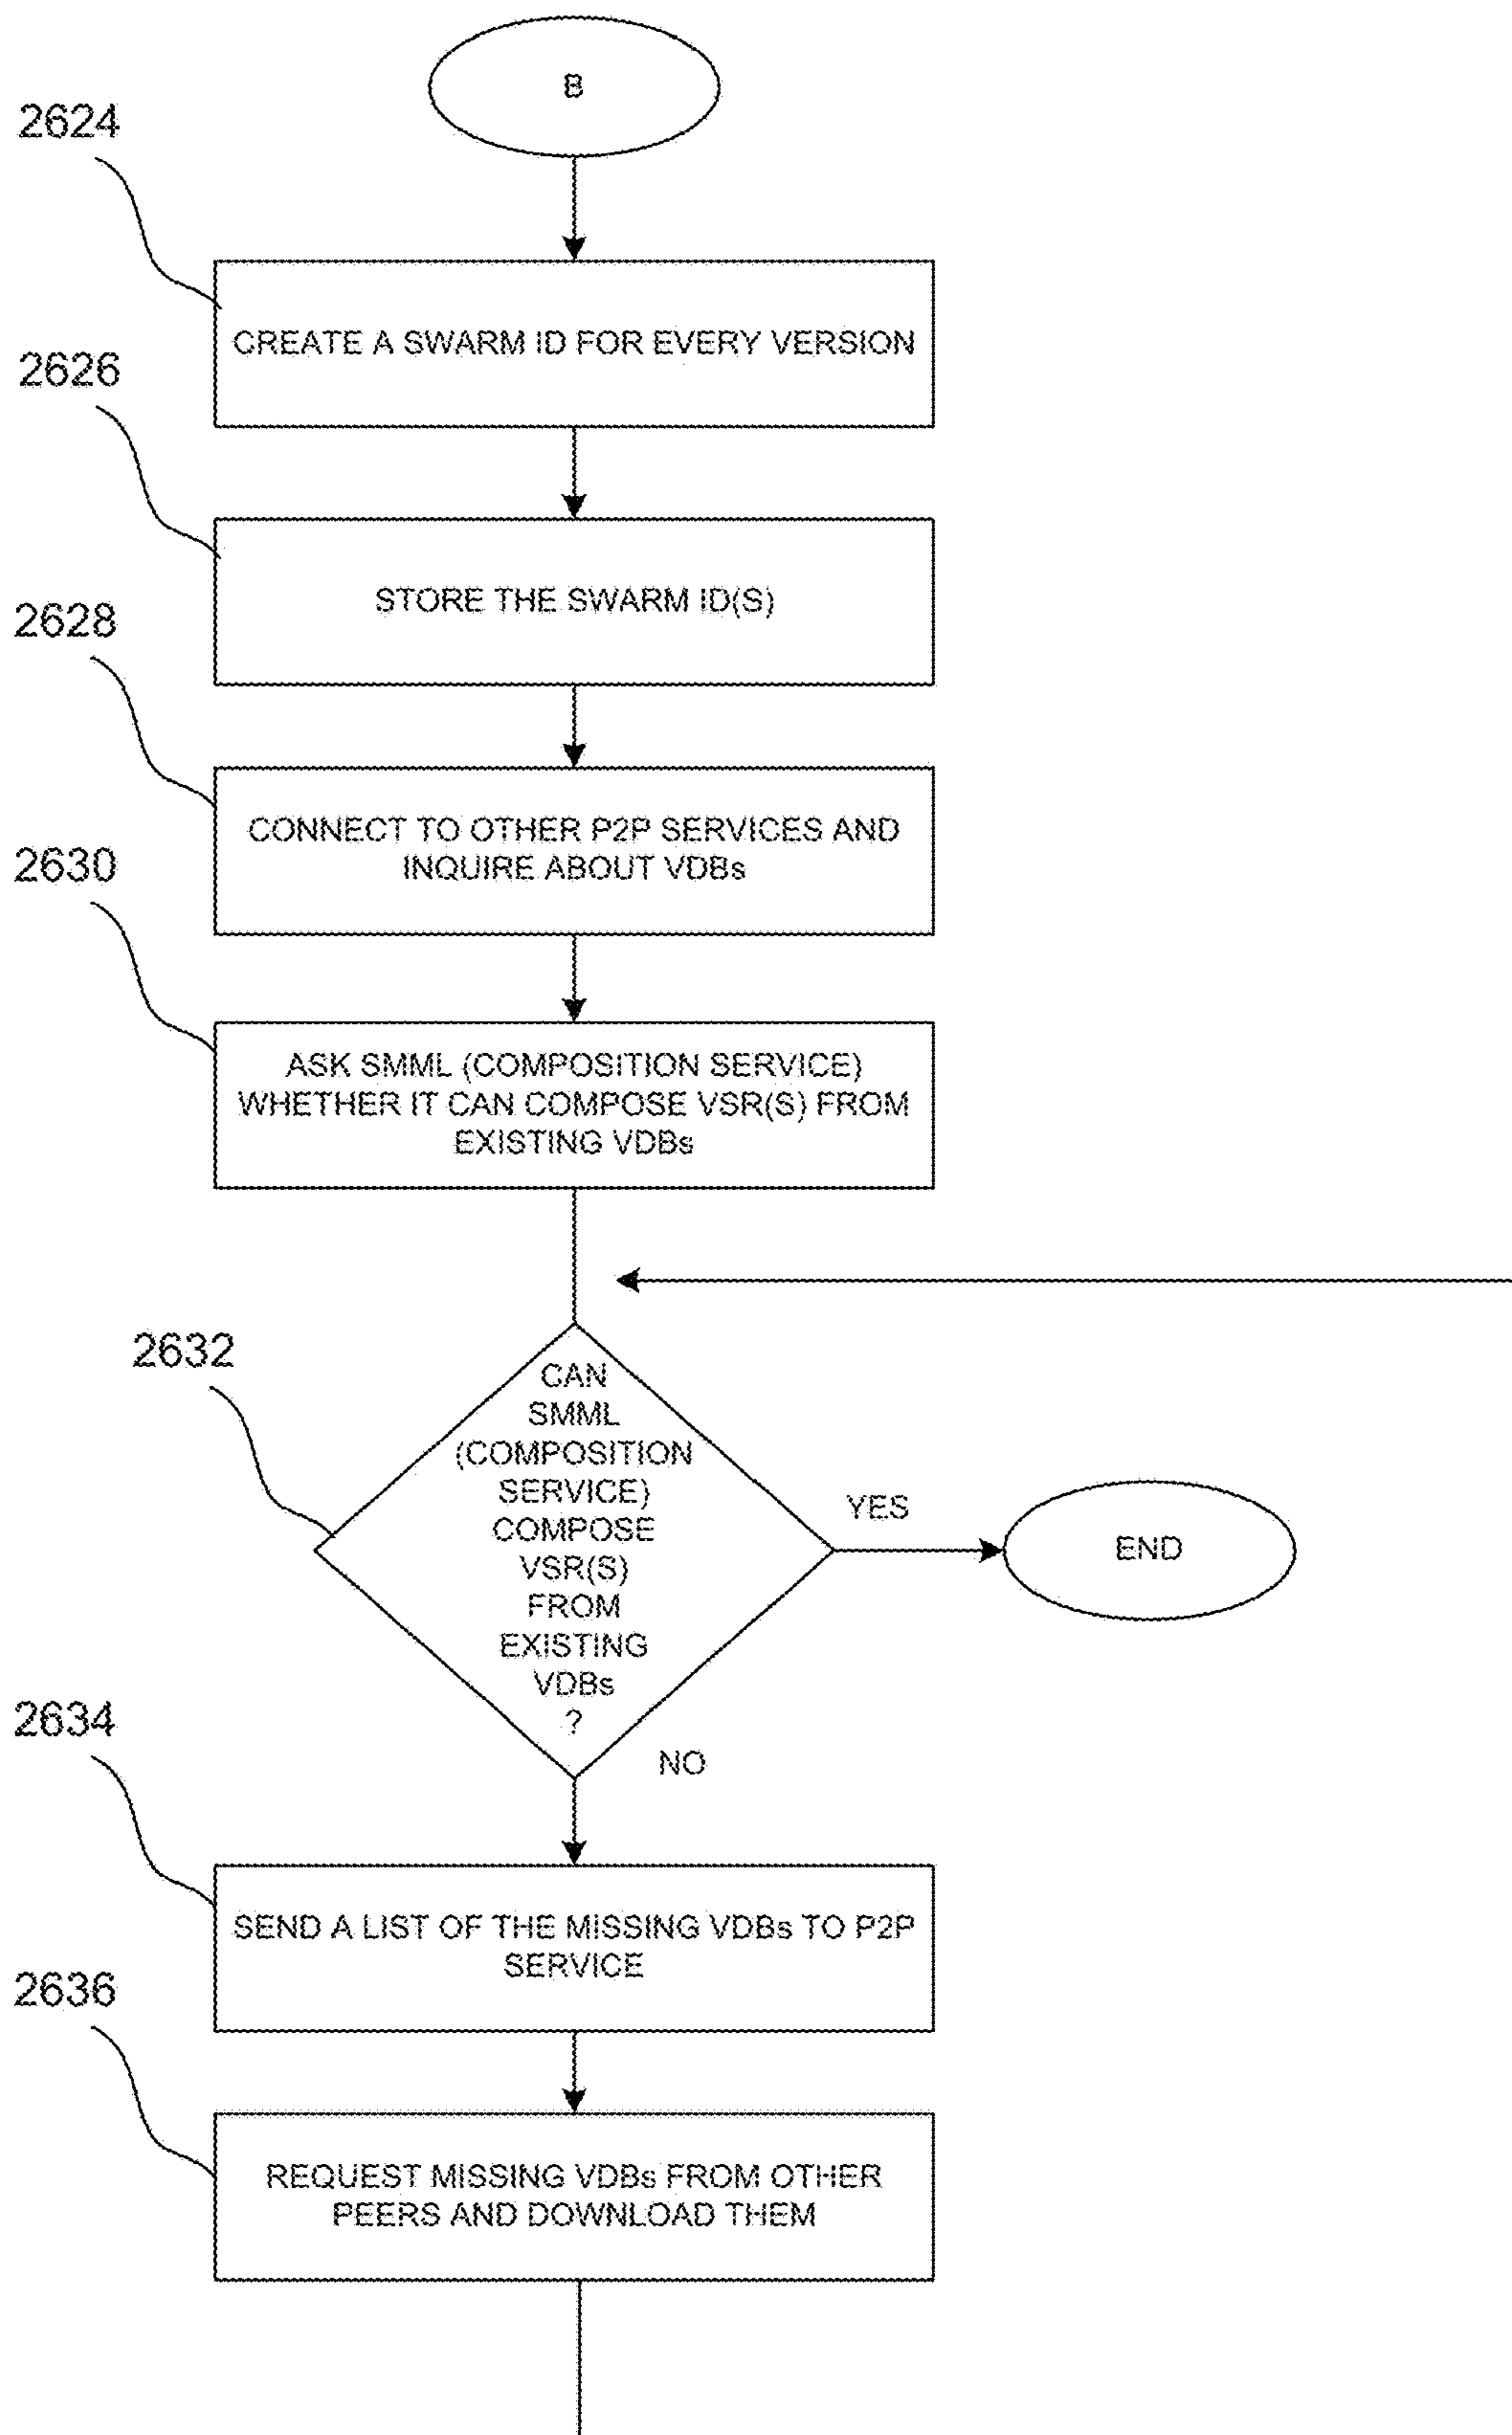 B
2624
CREATE A SWARM ID FOR EVERY VERSION
2626
STORE THE SWARM ID(S)
2628
CONNECT TO OTHER P2P SERVICES AND
INQUIRE ABOUT VDBs
2630
ASK SMML (COMPOSITION SERVICE)
WHETHER IT CAN COMPOSE VSR(S) FROM
EXISTING VDBs
2632
CAN
SMML
(COMPOSITION
SERVICE)
COMPOSE
VSR(S)
FROM
EXISTING
VDBs
?
YES
END
NO
2634
SEND A LIST OF THE MISSING VDBs TO P2P
SERVICE
2636
REQUEST MISSING VDBs FROM OTHER
PEERS AND DOWNLOAD THEM